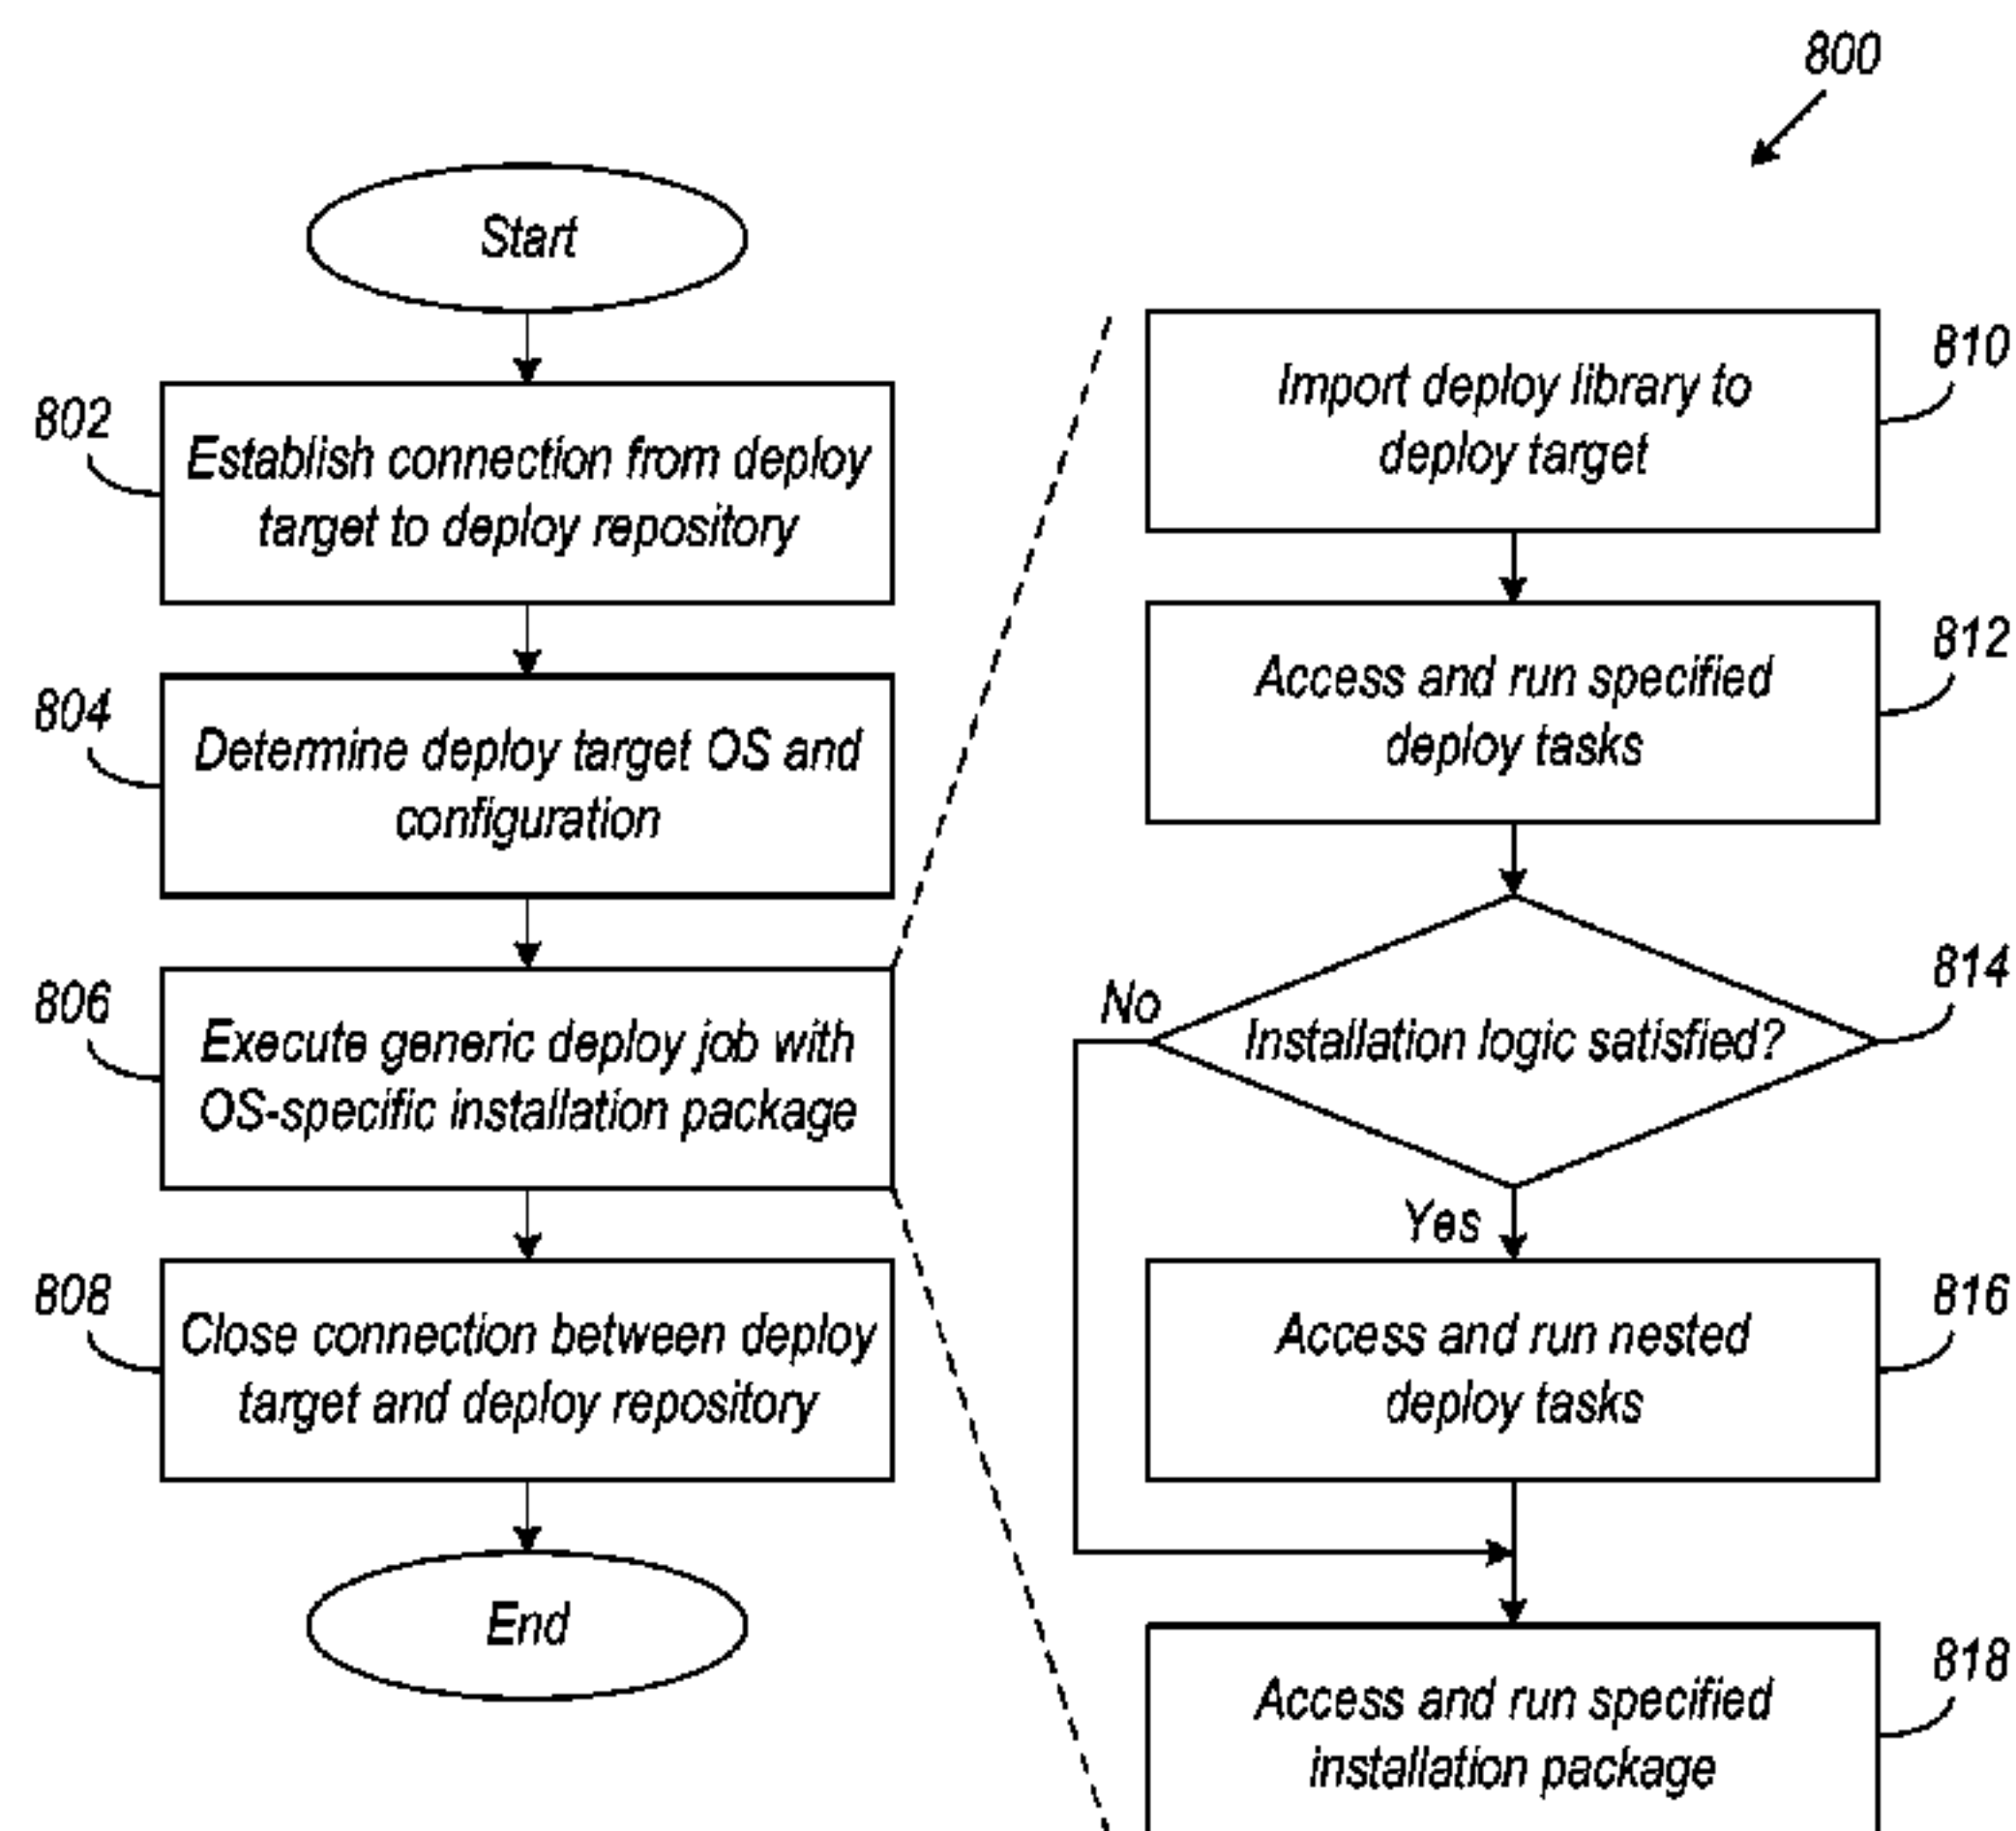 800
Start
802
Establish connection from deploy
target to deploy repository
804
Determine deploy target OS and
configuration
806
Execute generic deploy job with
OS-specific installation package
808
Close connection between deploy
target and deploy repository
End
810
Import deploy library to
deploy target
812
Access and run specified
deploy tasks
814
No
Installation logic satisfied?
Yes
816
Access and run nested
deploy tasks
818
Access and run specified
installation package